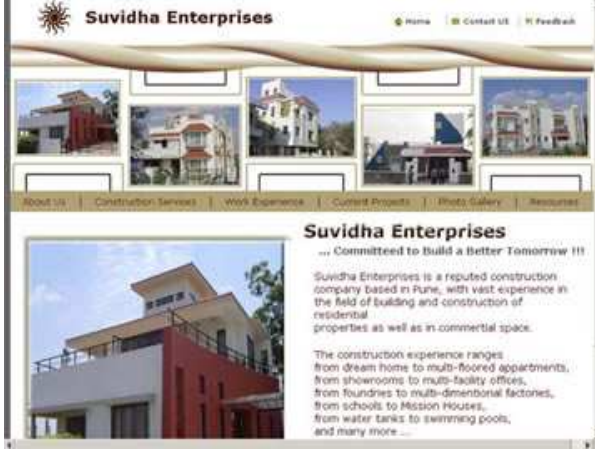 Suvidha Enterprises
Home | Contact US | Feedback
About Us | Construction Services | Work Experience | Current Projects | Photo Gallery | Resources
Suvidha Enterprises
... Committeed to Build a Better Tomorrow !!!
Suvidha Enterprises is a reputed construction
company based in Pune, with vast experience in
the field of building and construction of
residential
properties as well as in commertial space.
The construction experience ranges
from dream home to multi-floored appartments,
from showrooms to multi-facility offices,
from foundries to multi-dimentional factories,
from schools to Mission Houses,
from water tanks to swimming pools,
and many more ...